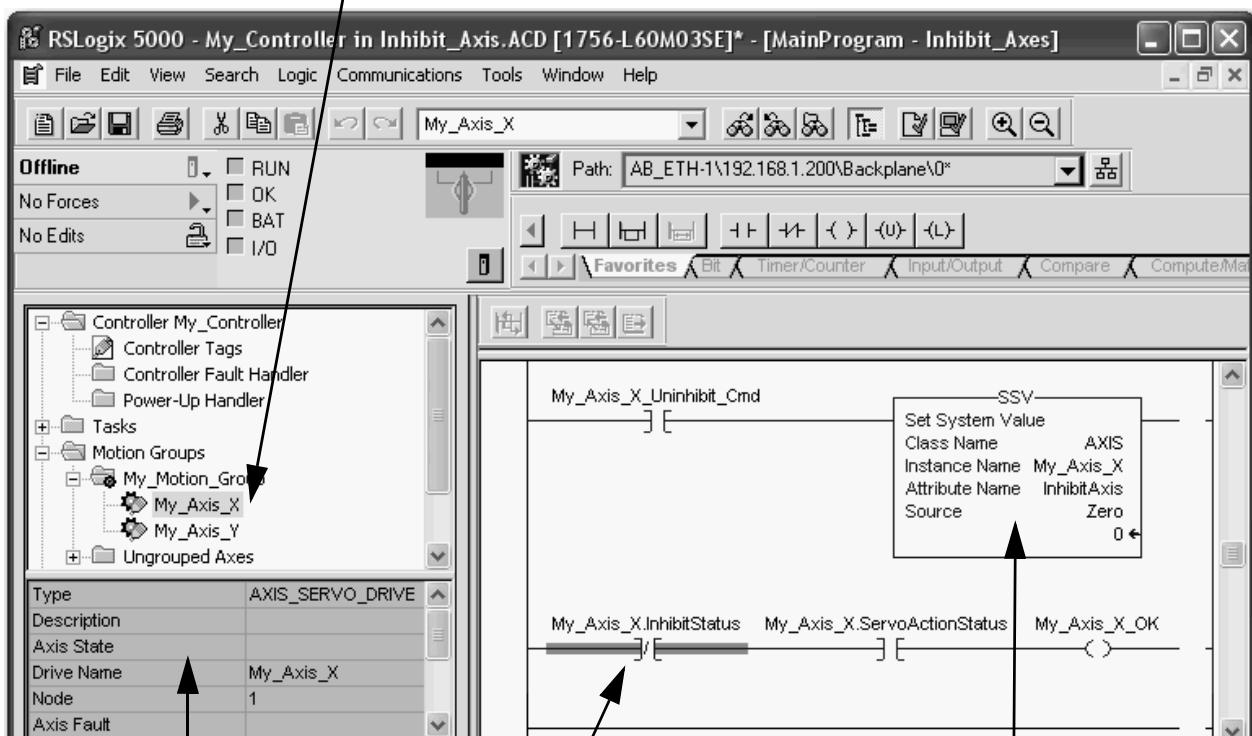 RSLogix 5000 - My_Controller in Inhibit_Axis.ACD [1756-L60M03SE]* - [MainProgram - Inhibit_Axes]
File Edit View Search Logic Communications Tools Window Help
My_Axis_X
Offline
RUN
No Forces
OK
No Edits
BAT
I/O
Path: AB_ETH-1\192.168.1.200\Backplane\0*
(U) (L)
Favorites Bit Timer/Counter Input/Output Compare Compute/Mat
Controller My_Controller
Controller Tags
Controller Fault Handler
Power-Up Handler
Tasks
Motion Groups
My_Motion_Group
My_Axis_X
My_Axis_Y
Ungrouped Axes
Type AXIS_SERVO_DRIVE
Description
Axis State
Drive Name My_Axis_X
Node 1
Axis Fault
My_Axis_X_Uninhibit_Cmd
SSV
Set System Value
Class Name AXIS
Instance Name My_Axis_X
Attribute Name InhibitAxis
Source Zero
0
My_Axis_X.InhibitStatus My_Axis_X.ServoActionStatus My_Axis_X_OK